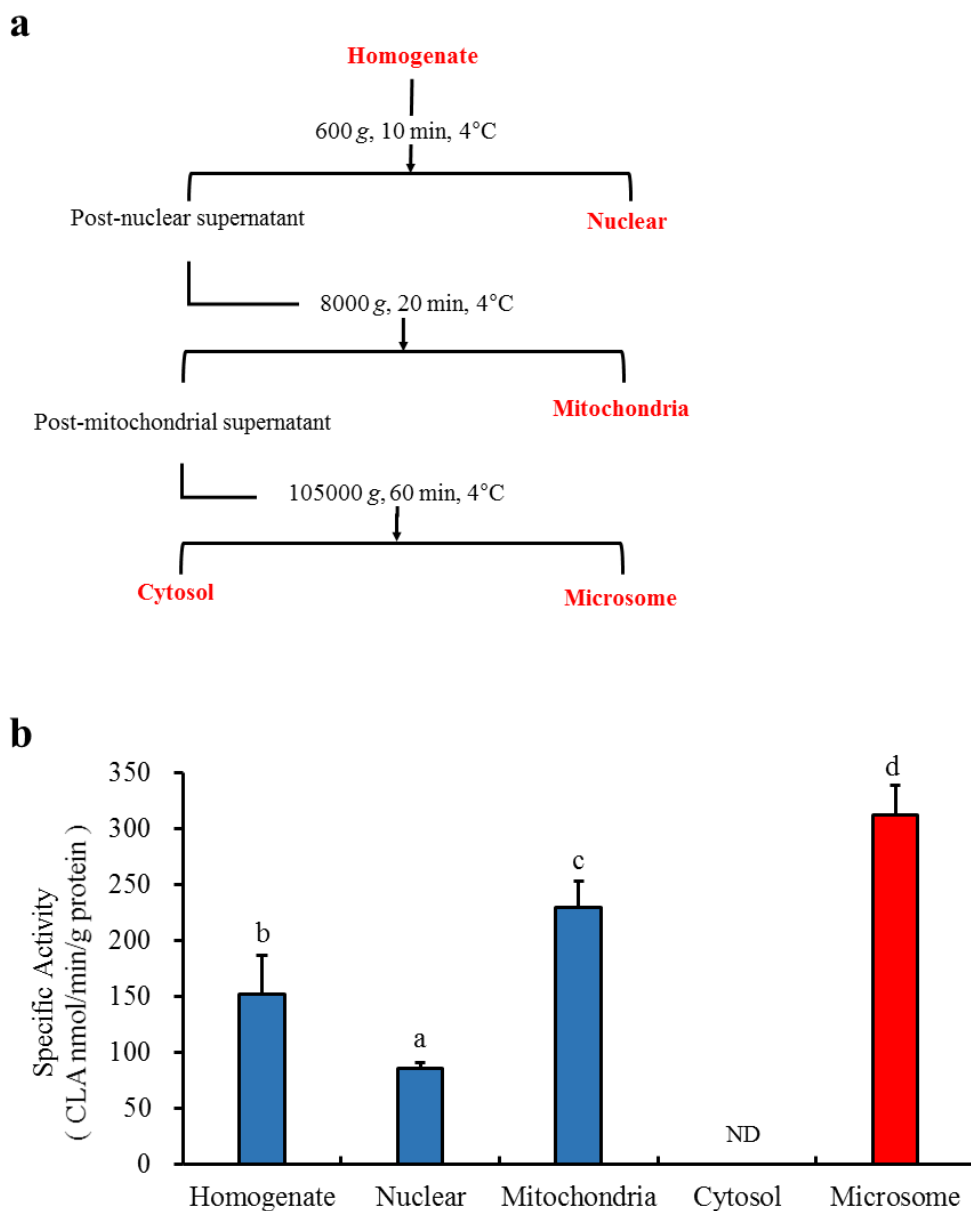 a
Homogenate
600 g, 10 min, 4°C
Post-nuclear supernatant
Nuclear
8000 g, 20 min, 4°C
Mitochondria
Post-mitochondrial supernatant
105000 g, 60 min, 4°C
Cytosol
Microsome
b
Specific Activity
( CLA nmol/min/g protein )
350
300
250
200
150
100
50
0
b
a
c
ND
d
Homogenate Nuclear Mitochondria Cytosol Microsome